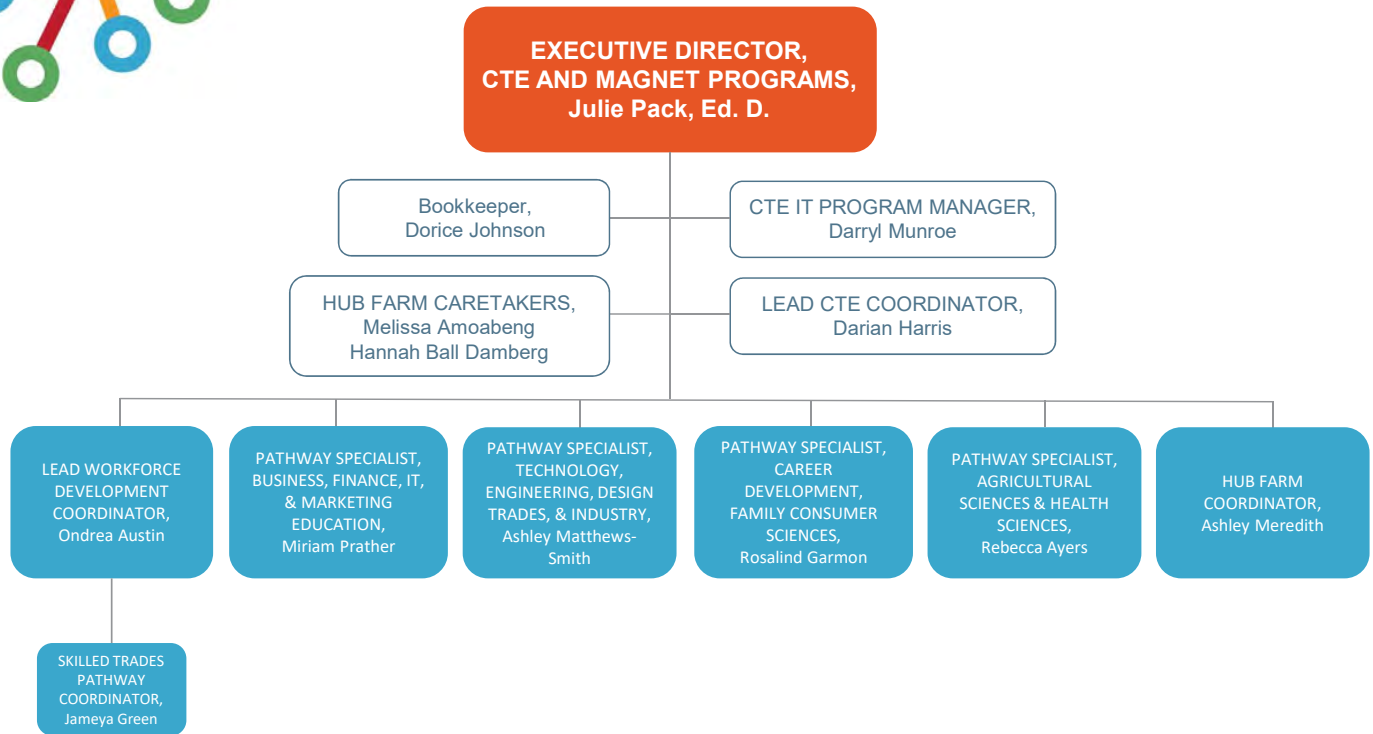 EXECUTIVE DIRECTOR,
CTE AND MAGNET PROGRAMS,
Julie Pack, Ed. D.
Bookkeeper,
Dorice Johnson
CTE IT PROGRAM MANAGER,
Darryl Munroe
HUB FARM CARETAKERS,
Melissa Amoabeng
Hannah Ball Damberg
LEAD CTE COORDINATOR,
Darian Harris
LEAD WORKFORCE
DEVELOPMENT
COORDINATOR,
Ondrea Austin
PATHWAY SPECIALIST,
BUSINESS, FINANCE, IT,
& MARKETING
EDUCATION,
Miriam Prather
PATHWAY SPECIALIST,
TECHNOLOGY,
ENGINEERING, DESIGN
TRADES, & INDUSTRY,
Ashley Matthews-
Smith
PATHWAY SPECIALIST,
CAREER
DEVELOPMENT,
FAMILY CONSUMER
SCIENCES,
Rosalind Garmon
PATHWAY SPECIALIST,
AGRICULTURAL
SCIENCES & HEALTH
SCIENCES,
Rebecca Ayers
HUB FARM
COORDINATOR,
Ashley Meredith
SKILLED TRADES
PATHWAY
COORDINATOR,
Jameya Green